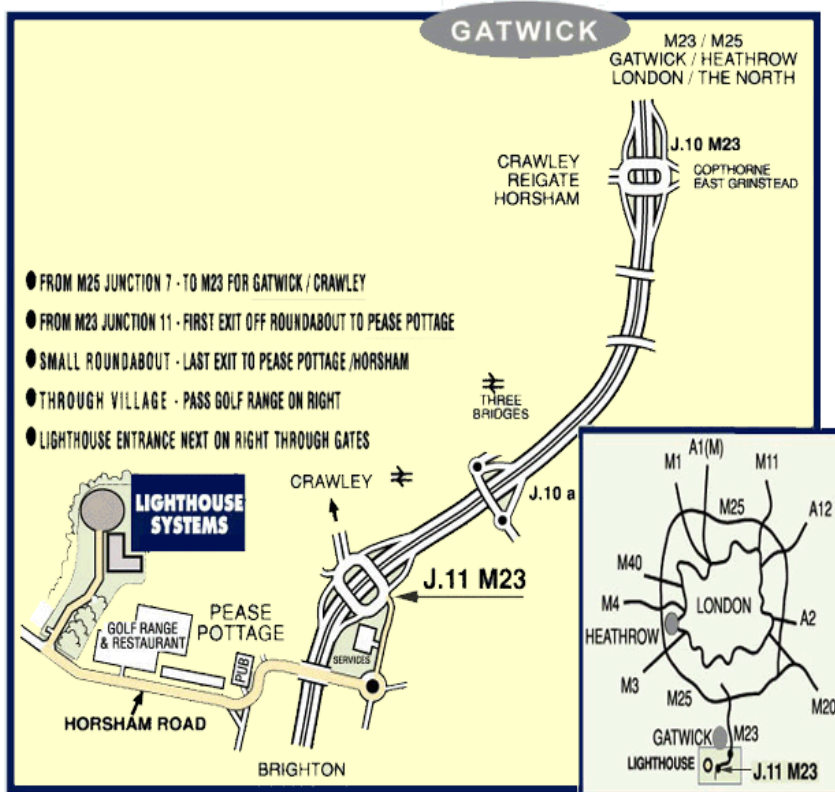 GATWICK
M23 / M25
GATWICK / HEATHROW
LONDON / THE NORTH
J.10 M23
CRAWLEY
REIGATE
HORSHAM
COPTHORNE
EAST GRINSTEAD
FROM M25 JUNCTION 7 - TO M23 FOR GATWICK / CRAWLEY
FROM M23 JUNCTION 11 - FIRST EXIT OFF ROUNDABOUT TO PEASE POTTAGE
SMALL ROUNDABOUT - LAST EXIT TO PEASE POTTAGE /HORSHAM
THROUGH VILLAGE - PASS GOLF RANGE ON RIGHT
LIGHTHOUSE ENTRANCE NEXT ON RIGHT THROUGH GATES
THREE
BRIDGES
J.10 a
CRAWLEY
LIGHTHOUSE
SYSTEMS
J.11 M23
PEASE
POTTAGE
GOLF RANGE
& RESTAURANT
PUB
SERVICES
HORSHAM ROAD
BRIGHTON
A1(M)
M1
M11
M25
A12
M40
M4
LONDON
A2
HEATHROW
M3
M25
M20
GATWICK
M23
LIGHTHOUSE
J.11 M23